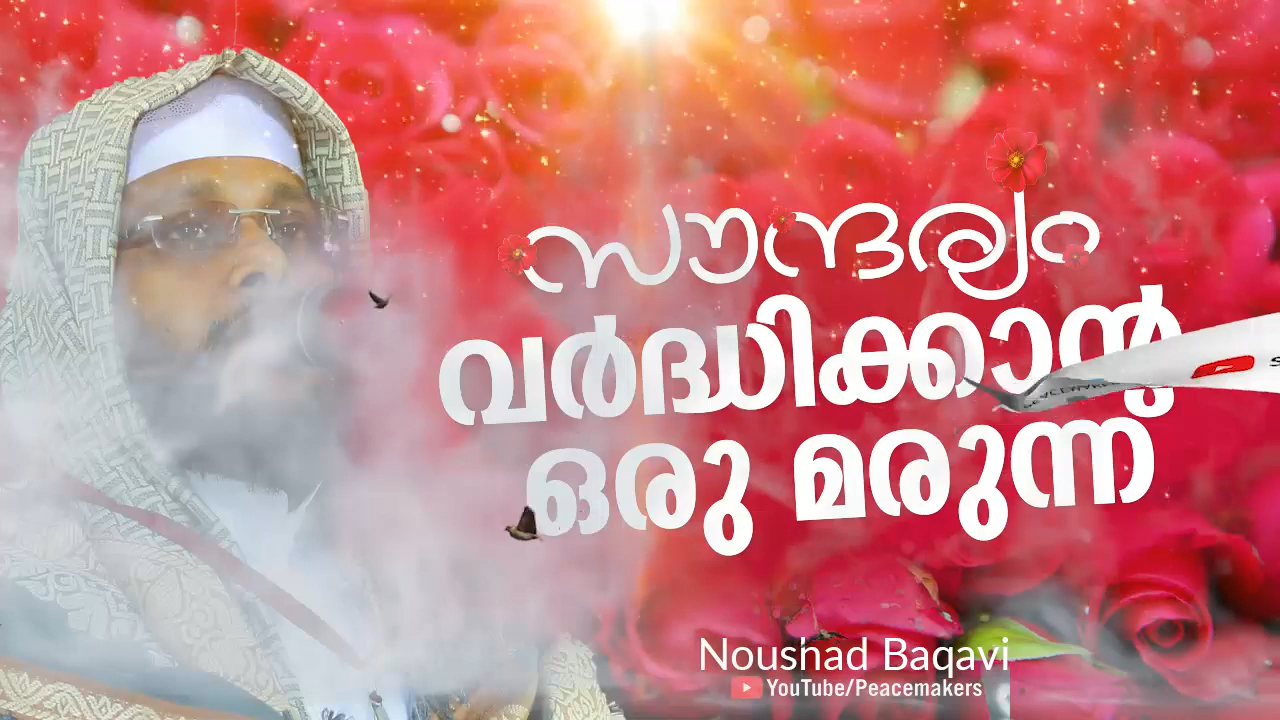 സൗന്ദര്യം
വർദ്ധിക്കാൻ
ഒരു മരുന്ന്
Noushad Baqavi
YouTube/Peacemakers